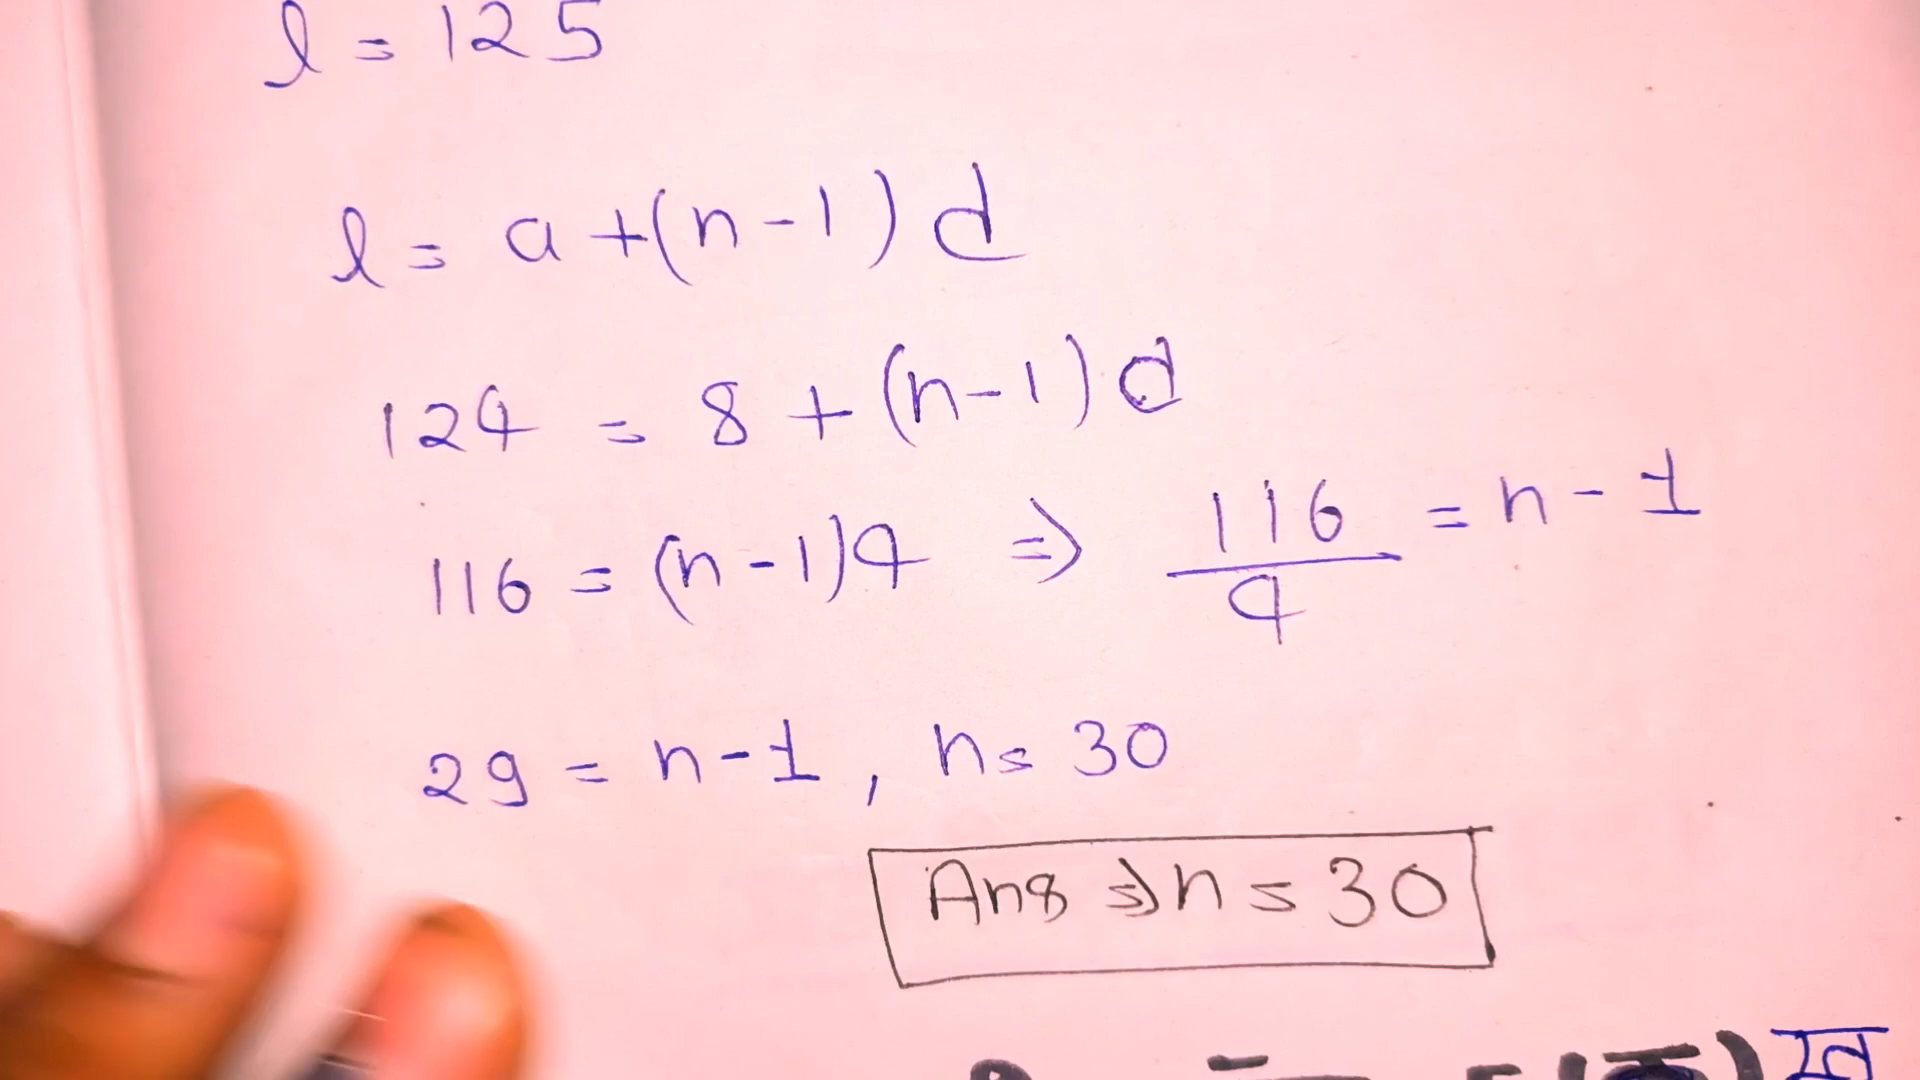 l = 125
l = a + (n - 1) d
124 = 8 + (n - 1) d
116 = (n - 1)4 ⇒ 116/4 = n - 1
29 = n - 1 , n = 30
Ans ⇒ n = 30